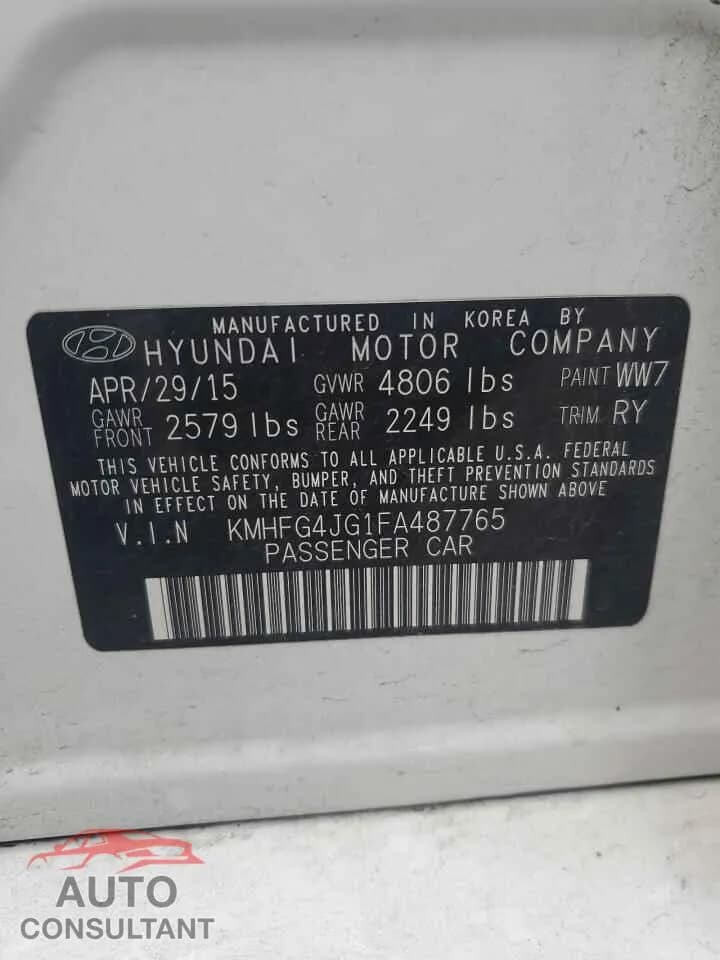 MANUFACTURED IN KOREA BY
HYUNDAI MOTOR COMPANY
APR/29/15 GVWR 4806 lbs PAINT WW7
GAWR FRONT 2579 lbs GAWR REAR 2249 lbs TRIM RY
THIS VEHICLE CONFORMS TO ALL APPLICABLE U.S.A. FEDERAL
MOTOR VEHICLE SAFETY, BUMPER, AND THEFT PREVENTION STANDARDS
IN EFFECT ON THE DATE OF MANUFACTURE SHOWN ABOVE
V.I.N KMHFG4JG1FA487765
PASSENGER CAR
AUTO
CONSULTANT